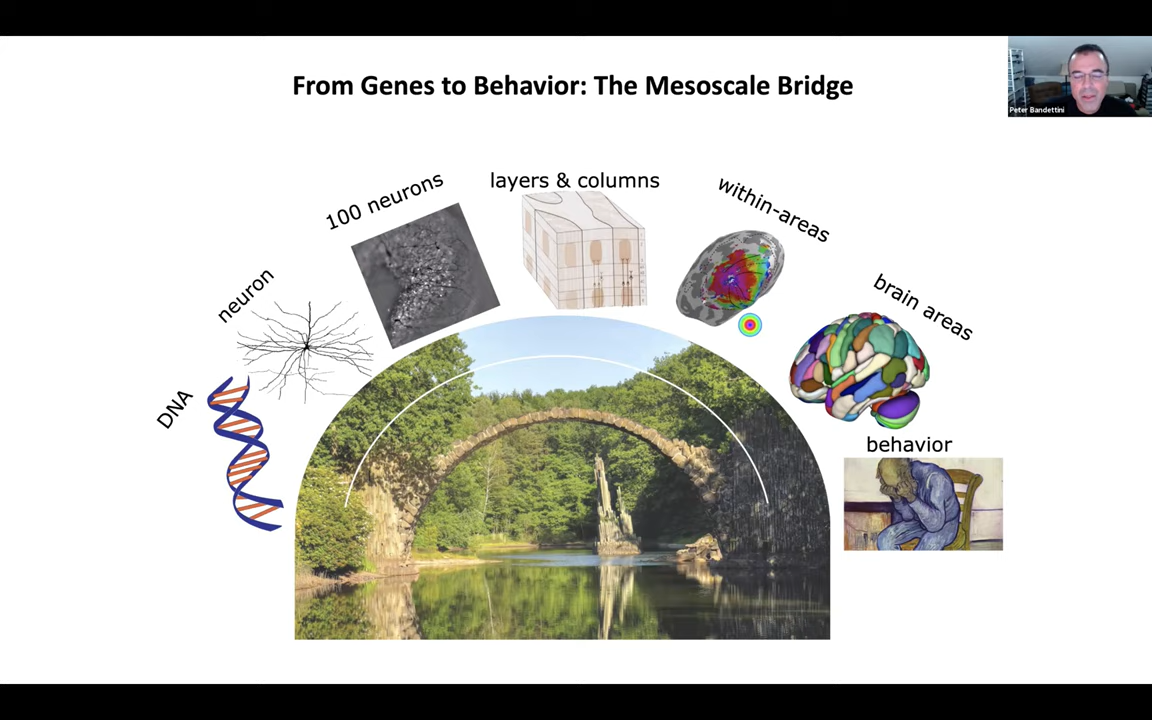 From Genes to Behavior: The Mesoscale Bridge
Peter Bandettini
DNA
neuron
100 neurons
layers & columns
within-areas
brain areas
behavior